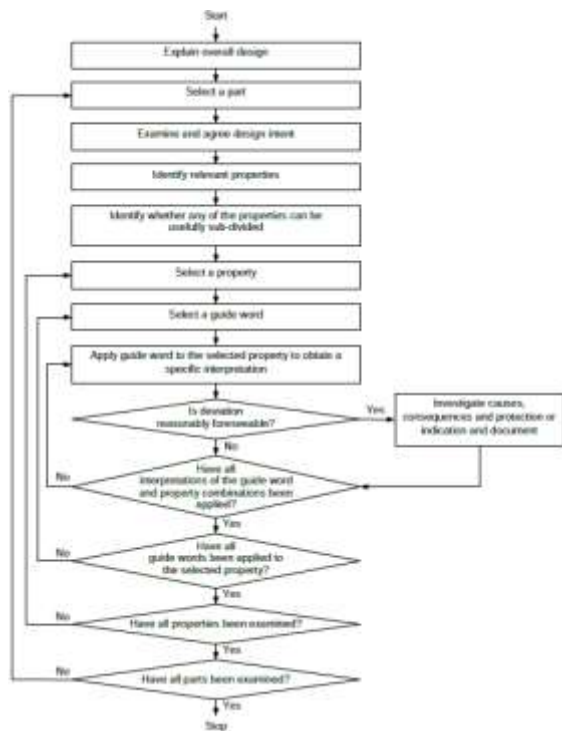 Start
Explain overall design
Select a part
Examine and agree design intent
Identify relevant properties
Identify whether any of the properties can be
usefully sub-divided
Select a property
Select a guide word
Apply guide word to the selected property to obtain a
specific interpretation
Is deviation
reasonably foreseeable?
Yes
Investigate causes,
consequences and protection or
indication and document
No
Have all
interpretations of the guide word
and property combinations been
applied?
No
Yes
Have all
guide words been applied to
the selected property?
No
Yes
Have all properties been examined?
No
Yes
Have all parts been examined?
No
Yes
Stop